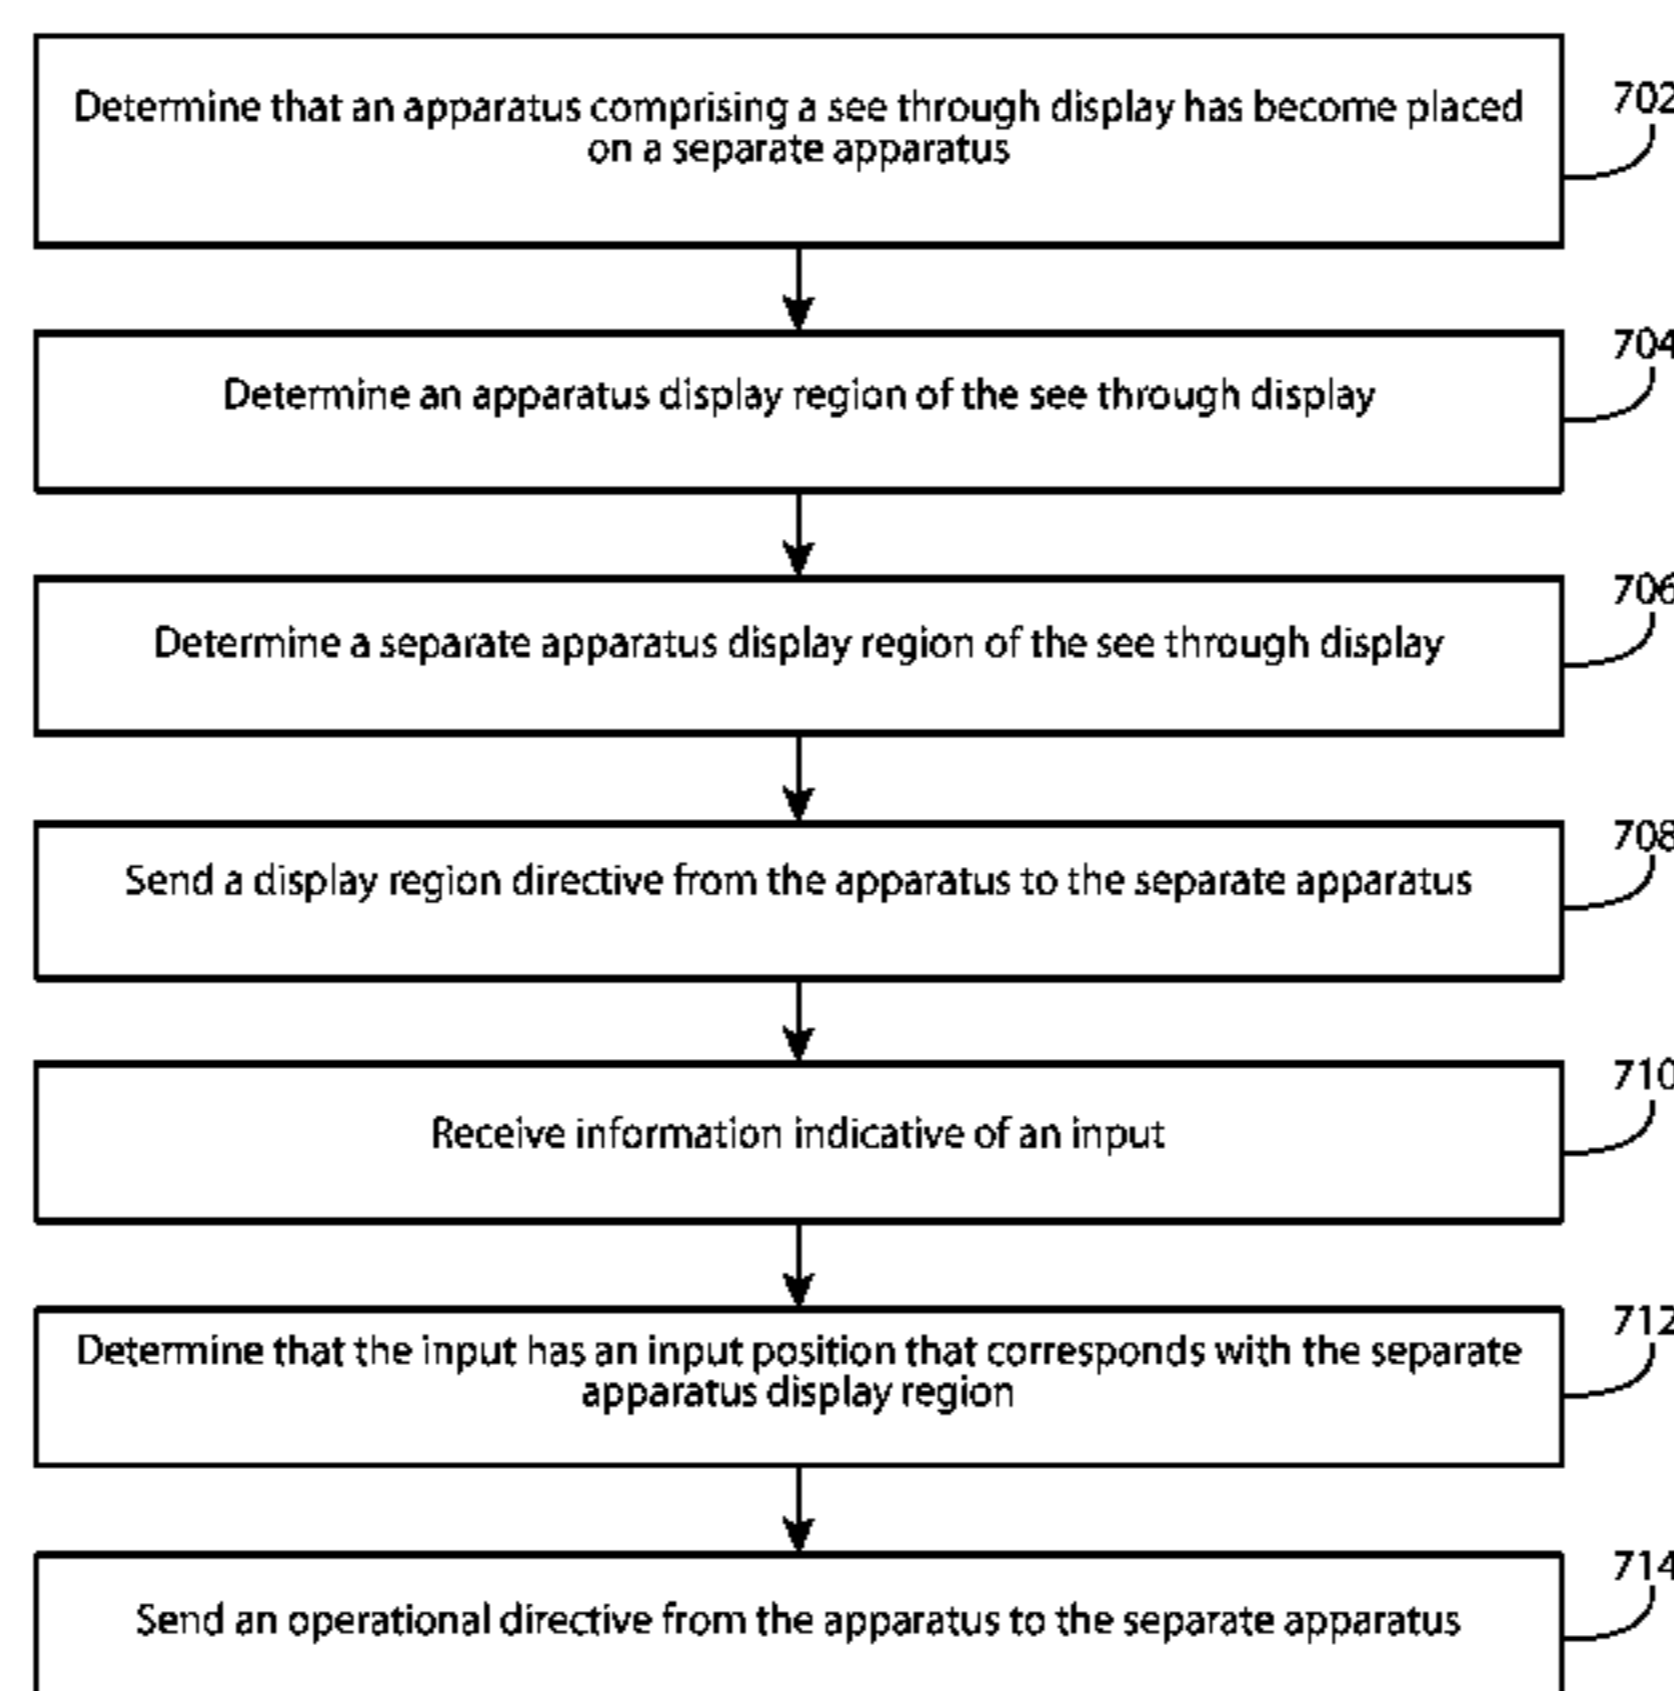 Determine that an apparatus comprising a see through display has become placed
on a separate apparatus
702
Determine an apparatus display region of the see through display
704
Determine a separate apparatus display region of the see through display
706
Send a display region directive from the apparatus to the separate apparatus
708
Receive information indicative of an input
710
Determine that the input has an input position that corresponds with the separate
apparatus display region
712
Send an operational directive from the apparatus to the separate apparatus
714